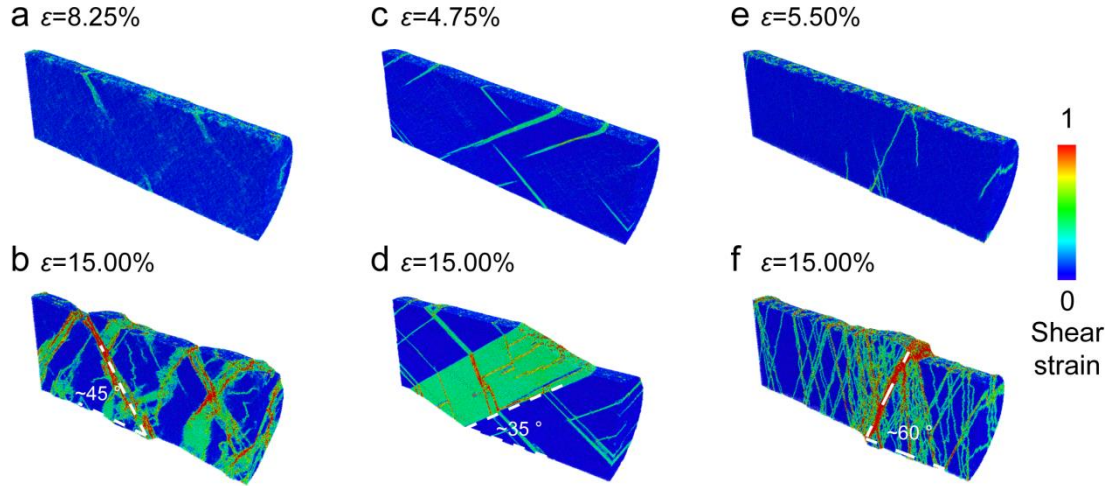 a ε=8.25%
c ε=4.75%
e ε=5.50%
b ε=15.00%
d ε=15.00%
f ε=15.00%
~45 °
~35 °
~60 °
1
0
Shear
strain